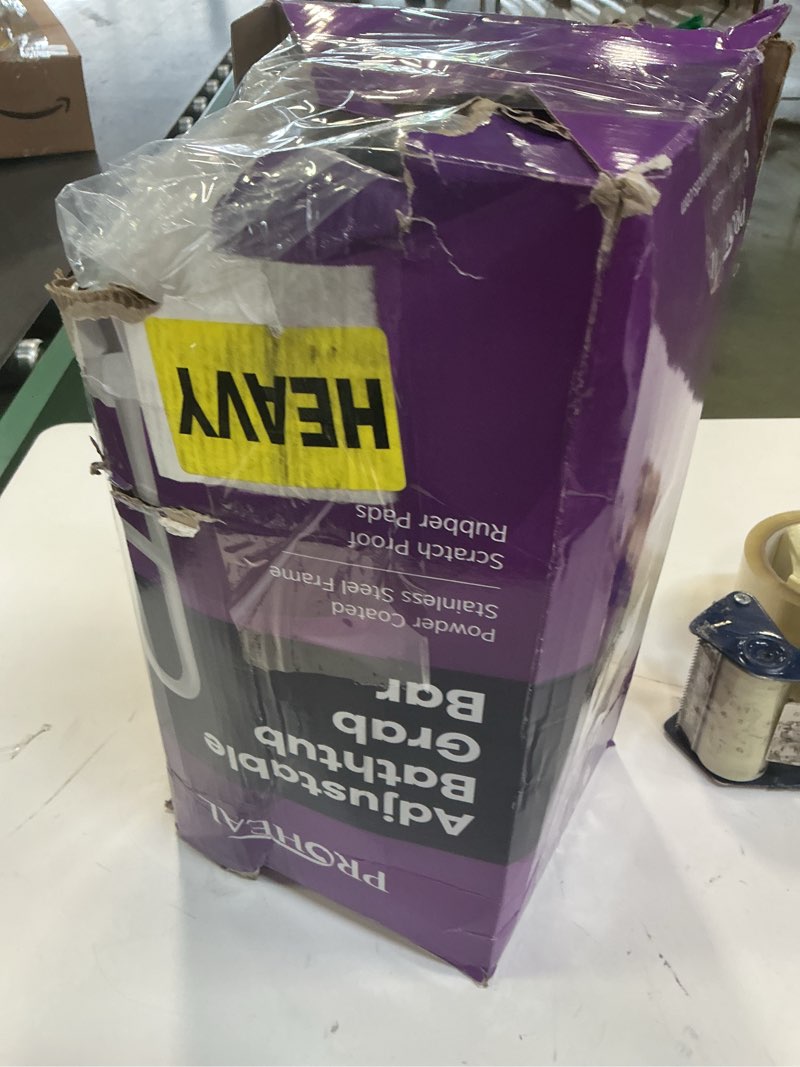 PROHEAL
Adjustable
Bathtub
Grab
Bar
Powder Coated
Stainless Steel Frame
Scratch Proof
Rubber Pads
HEAVY